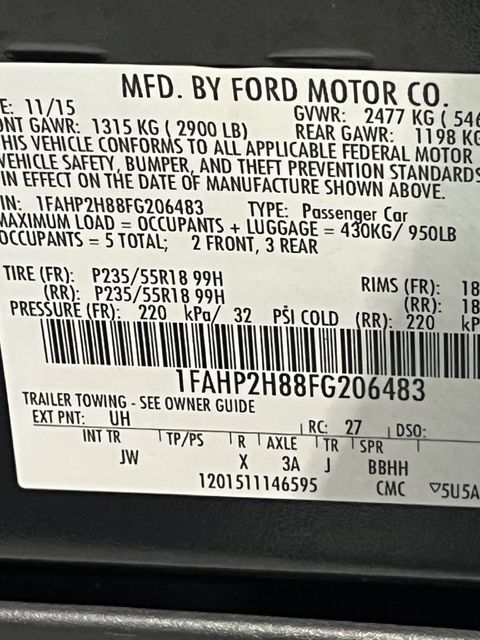 MFD. BY FORD MOTOR CO.
E: 11/15 GVWR: 2477 KG ( 546
ONT GAWR: 1315 KG ( 2900 LB) REAR GAWR: 1198 KG
THIS VEHICLE CONFORMS TO ALL APPLICABLE FEDERAL MOTOR
VEHICLE SAFETY, BUMPER, AND THEFT PREVENTION STANDARDS
IN EFFECT ON THE DATE OF MANUFACTURE SHOWN ABOVE.
IN: 1FAHP2H88FG206483 TYPE: Passenger Car
MAXIMUM LOAD = OCCUPANTS + LUGGAGE = 430KG/ 950LB
OCCUPANTS = 5 TOTAL; 2 FRONT, 3 REAR
TIRE (FR): P235/55R18 99H RIMS (FR): 18
(RR): P235/55R18 99H (RR): 18
PRESSURE (FR): 220 kPa/ 32 PSI COLD (RR): 220 kP
1FAHP2H88FG206483
TRAILER TOWING - SEE OWNER GUIDE
EXT PNT: UH RC: 27 DSO:
INT TR TP/PS R AXLE TR SPR
JW X 3A J BBHH
1201511146595 CMC ▽5U5A